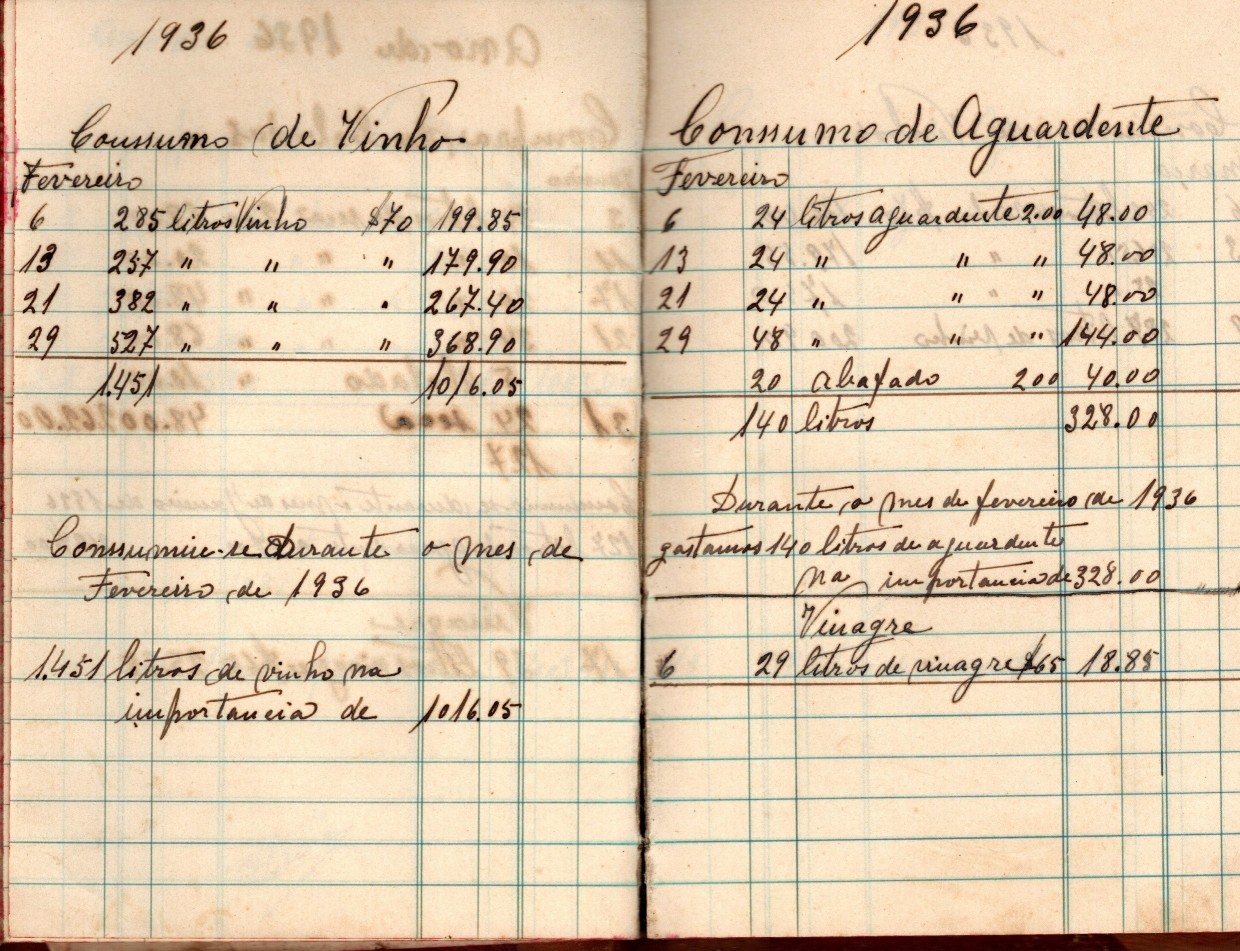 1936
Conssumo de Vinho
Fevereiro
6 285 litros Vinho $70 199.85
13 257 " " " 179.90
21 382 " " " 267.40
29 527 " " " 368.90
1.451 1016.05
Conssumiu-se durante o mes de
Fevereiro de 1936
1.451 litros de vinho na
importancia de 1016.05
1936
Conssumo de Aguardente
Fevereiro
6 24 litros aguardente 2.00 48.00
13 24 " " " 48.00
21 24 " " " 48.00
29 48 " " " 144.00
20 abafado 200 40.00
140 litros 328.00
Durante o mes de fevereiro de 1936
gastamos 140 litros de aguardente
na importancia de 328.00
Vinagre
6 29 litros de vinagre $65 18.85